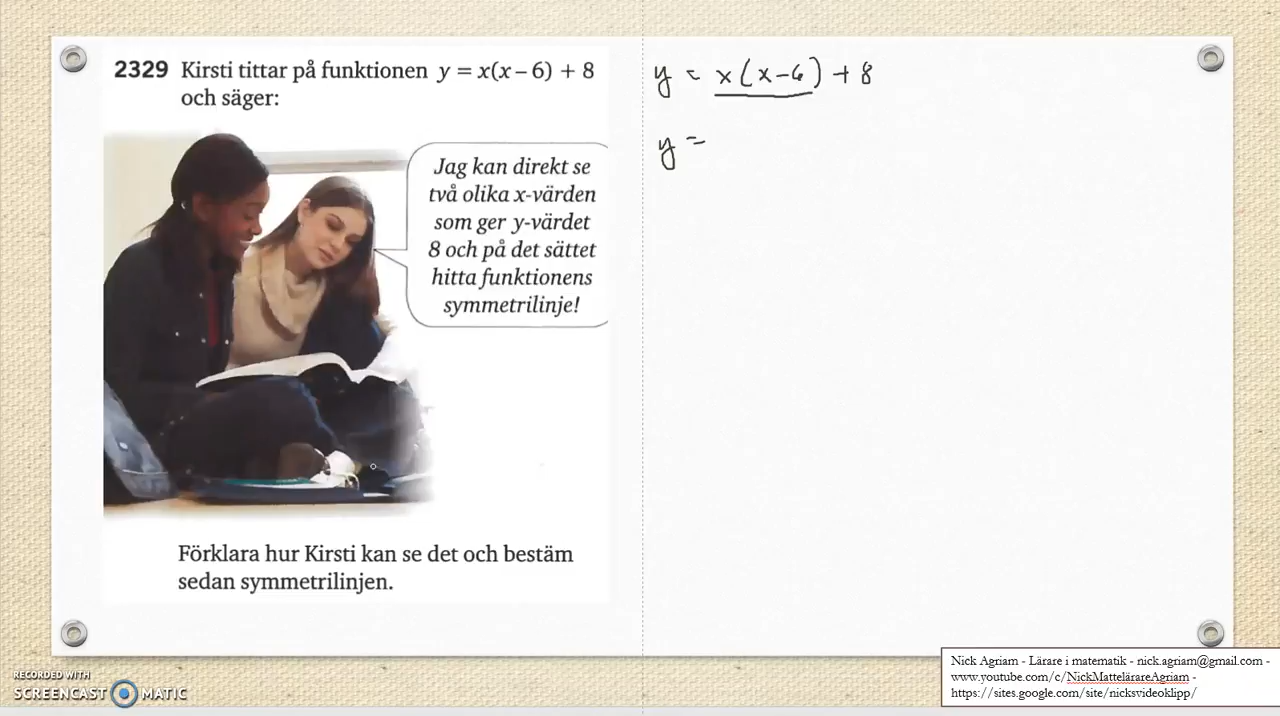 2329 Kirsti tittar på funktionen y = x(x – 6) + 8
och säger:
Jag kan direkt se
två olika x-värden
som ger y-värdet
8 och på det sättet
hitta funktionens
symmetrilinje!
Förklara hur Kirsti kan se det och bestäm
sedan symmetrilinjen.
y = x(x-6) + 8
y =
RECORDED WITH
SCREENCAST MATIC
Nick Agriam - Lärare i matematik - nick.agriam@gmail.com -
www.youtube.com/c/NickMattelärareAgriam -
https://sites.google.com/site/nicksvideoklipp/